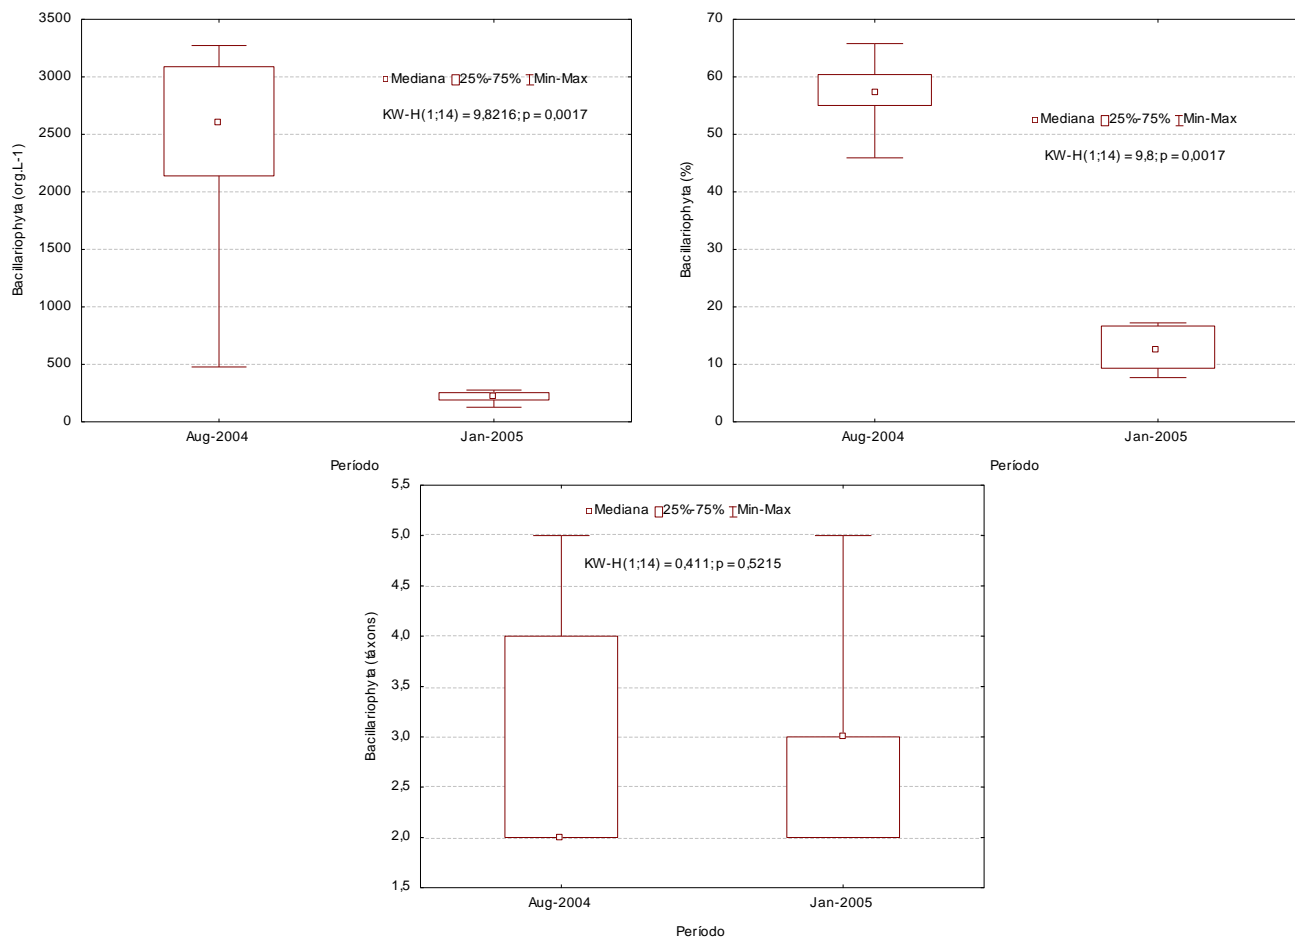 3500
3000
2500
2000
1500
1000
500
0
Bacillariophyta (org.L-1)
Mediana 25%-75% Min-Max
KW-H(1;14) = 9,8216; p = 0,0017
Aug-2004 Jan-2005
Período
70
60
50
40
30
20
10
0
Bacillariophyta (%)
Mediana 25%-75% Min-Max
KW-H(1;14) = 9,8; p = 0,0017
Aug-2004 Jan-2005
Período
5,5
5,0
4,5
4,0
3,5
3,0
2,5
2,0
1,5
Bacillariophyta (táxons)
Mediana 25%-75% Min-Max
KW-H(1;14) = 0,411; p = 0,5215
Aug-2004 Jan-2005
Período